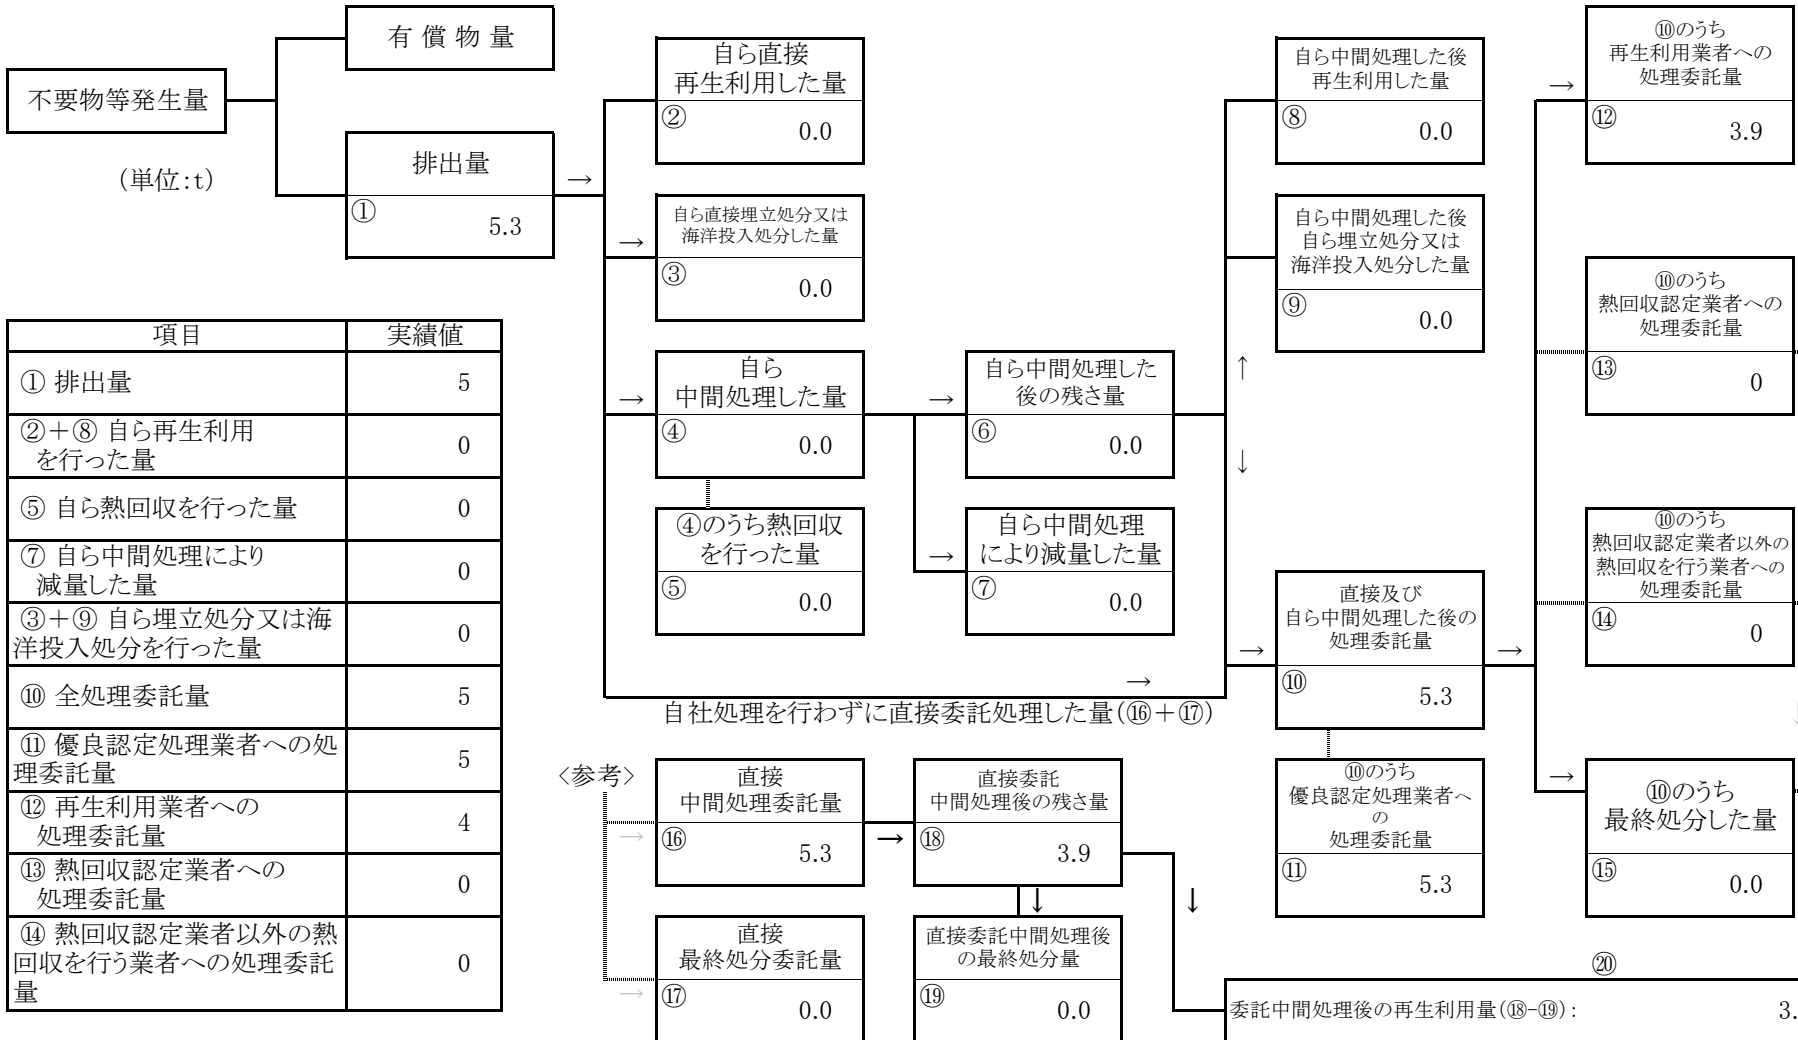 有 償 物 量
不要物等発生量
(単位:t)
排出量
①
5.3
→
自ら直接
再生利用した量
②
0.0
→
自ら直接埋立処分又は
海洋投入処分した量
③
0.0
→
自ら
中間処理した量
④
0.0
④のうち熱回収
を行った量
⑤
0.0
→
自ら中間処理した
後の残さ量
⑥
0.0
→
自ら中間処理
により減量した量
⑦
0.0
自ら中間処理した後
再生利用した量
⑧
0.0
自ら中間処理した後
自ら埋立処分又は
海洋投入処分した量
⑨
0.0
↑
↓
→
直接及び
自ら中間処理した後の
処理委託量
⑩
5.3
→
⑩のうち
優良認定処理業者へ
の
処理委託量
⑪
5.3
→
⑩のうち
再生利用業者への
処理委託量
⑫
3.9
⑩のうち
熱回収認定業者への
処理委託量
⑬
0
⑩のうち
熱回収認定業者以外の
熱回収を行う業者への
処理委託量
⑭
0
→
⑩のうち
最終処分した量
⑮
0.0
→
自社処理を行わずに直接委託処理した量(⑯+⑰)
<参考>
→
直接
中間処理委託量
⑯
5.3
→
直接委託
中間処理後の残さ量
⑱
3.9
→
直接
最終処分委託量
⑰
0.0
↓
直接委託中間処理後
の最終処分量
⑲
0.0
↓
⑳
委託中間処理後の再生利用量(⑱-⑲):
3.
項目 実績値
① 排出量 5
②+⑧ 自ら再生利用
を行った量 0
⑤ 自ら熱回収を行った量 0
⑦ 自ら中間処理により
減量した量 0
③+⑨ 自ら埋立処分又は海
洋投入処分を行った量 0
⑩ 全処理委託量 5
⑪ 優良認定処理業者への処
理委託量 5
⑫ 再生利用業者への
処理委託量 4
⑬ 熱回収認定業者への
処理委託量 0
⑭ 熱回収認定業者以外の熱
回収を行う業者への処理委託
量 0